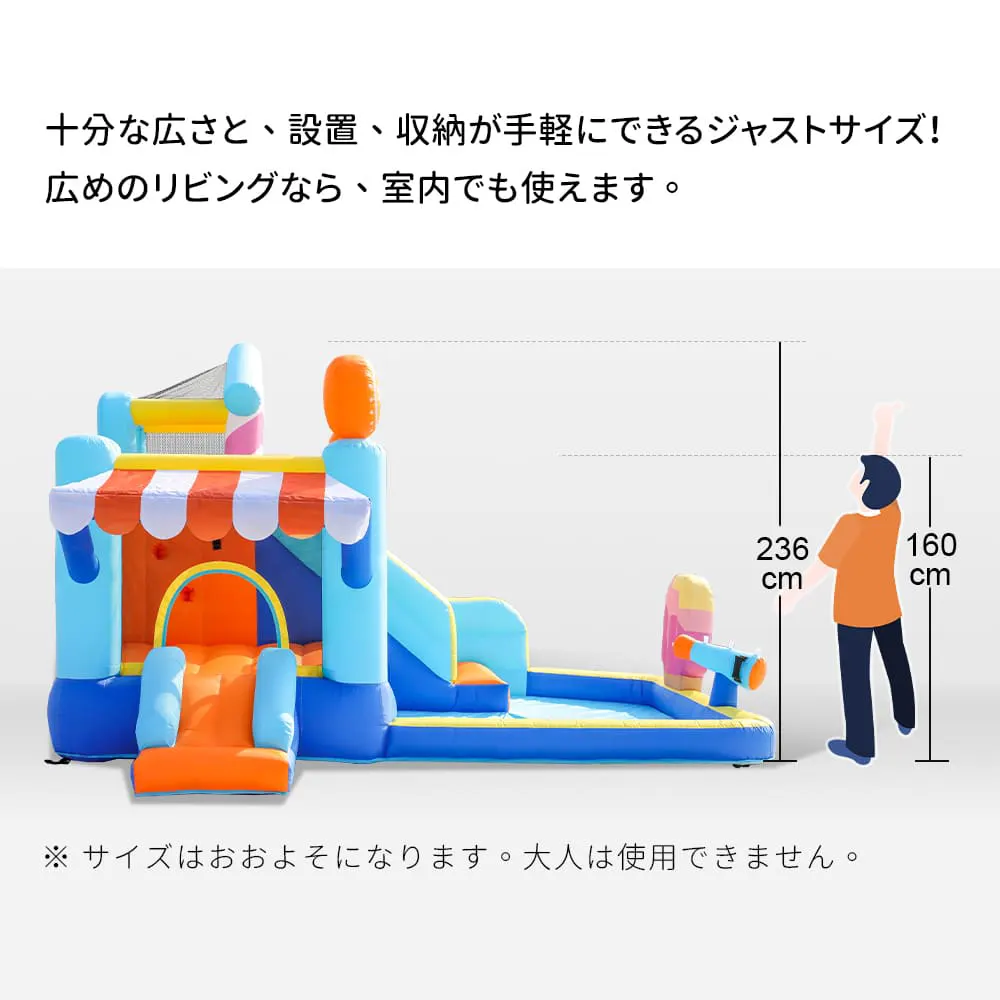 十分な広さと、設置、収納が手軽にできるジャストサイズ！
広めのリビングなら、室内でも使えます。
236
cm
160
cm
※ サイズはおおよそになります。大人は使用できません。